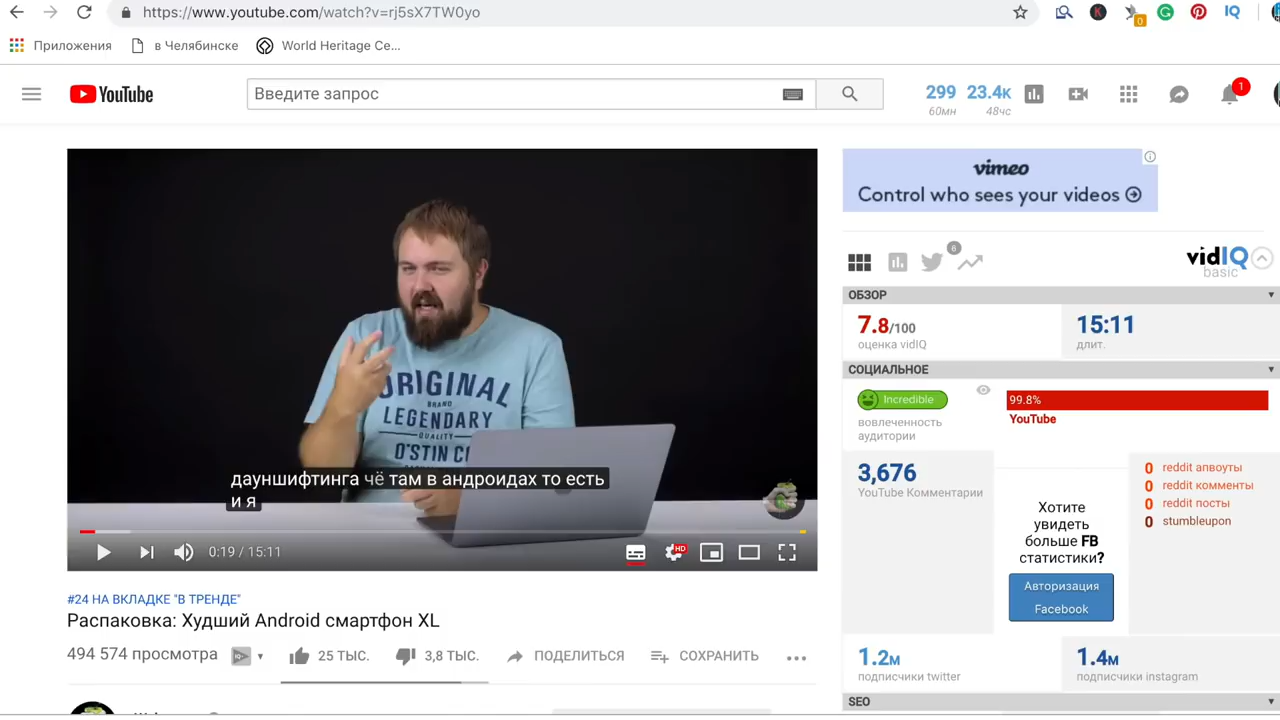 https://www.youtube.com/watch?v=rj5sX7TW0yo
K
0
G
IQ
Приложения
в Челябинске
World Heritage Ce...
YouTube
Введите запрос
299
60мн
23.4к
48чс
1
vimeo
Control who sees your videos
6
vidIQ
basic
ОБЗОР
7.8/100
оценка vidIQ
15:11
длит.
СОЦИАЛЬНОЕ
Incredible
вовлеченность
аудитории
99.8%
YouTube
3,676
YouTube Комментарии
Хотите
увидеть
больше FB
статистики?
Авторизация
Facebook
0 reddit апвоуты
0 reddit комменты
0 reddit посты
0 stumbleupon
1.2м
подписчики twitter
1.4м
подписчики instagram
SEO
ORIGINAL
BRAND
LEGENDARY
QUALITY
O'STIN C
дауншифтинга чё там в андроидах то есть
и я
0:19 / 15:11
HD
#24 НА ВКЛАДКЕ "В ТРЕНДЕ"
Распаковка: Худший Android смартфон XL
494 574 просмотра
25 ТЫС.
3,8 ТЫС.
ПОДЕЛИТЬСЯ
СОХРАНИТЬ